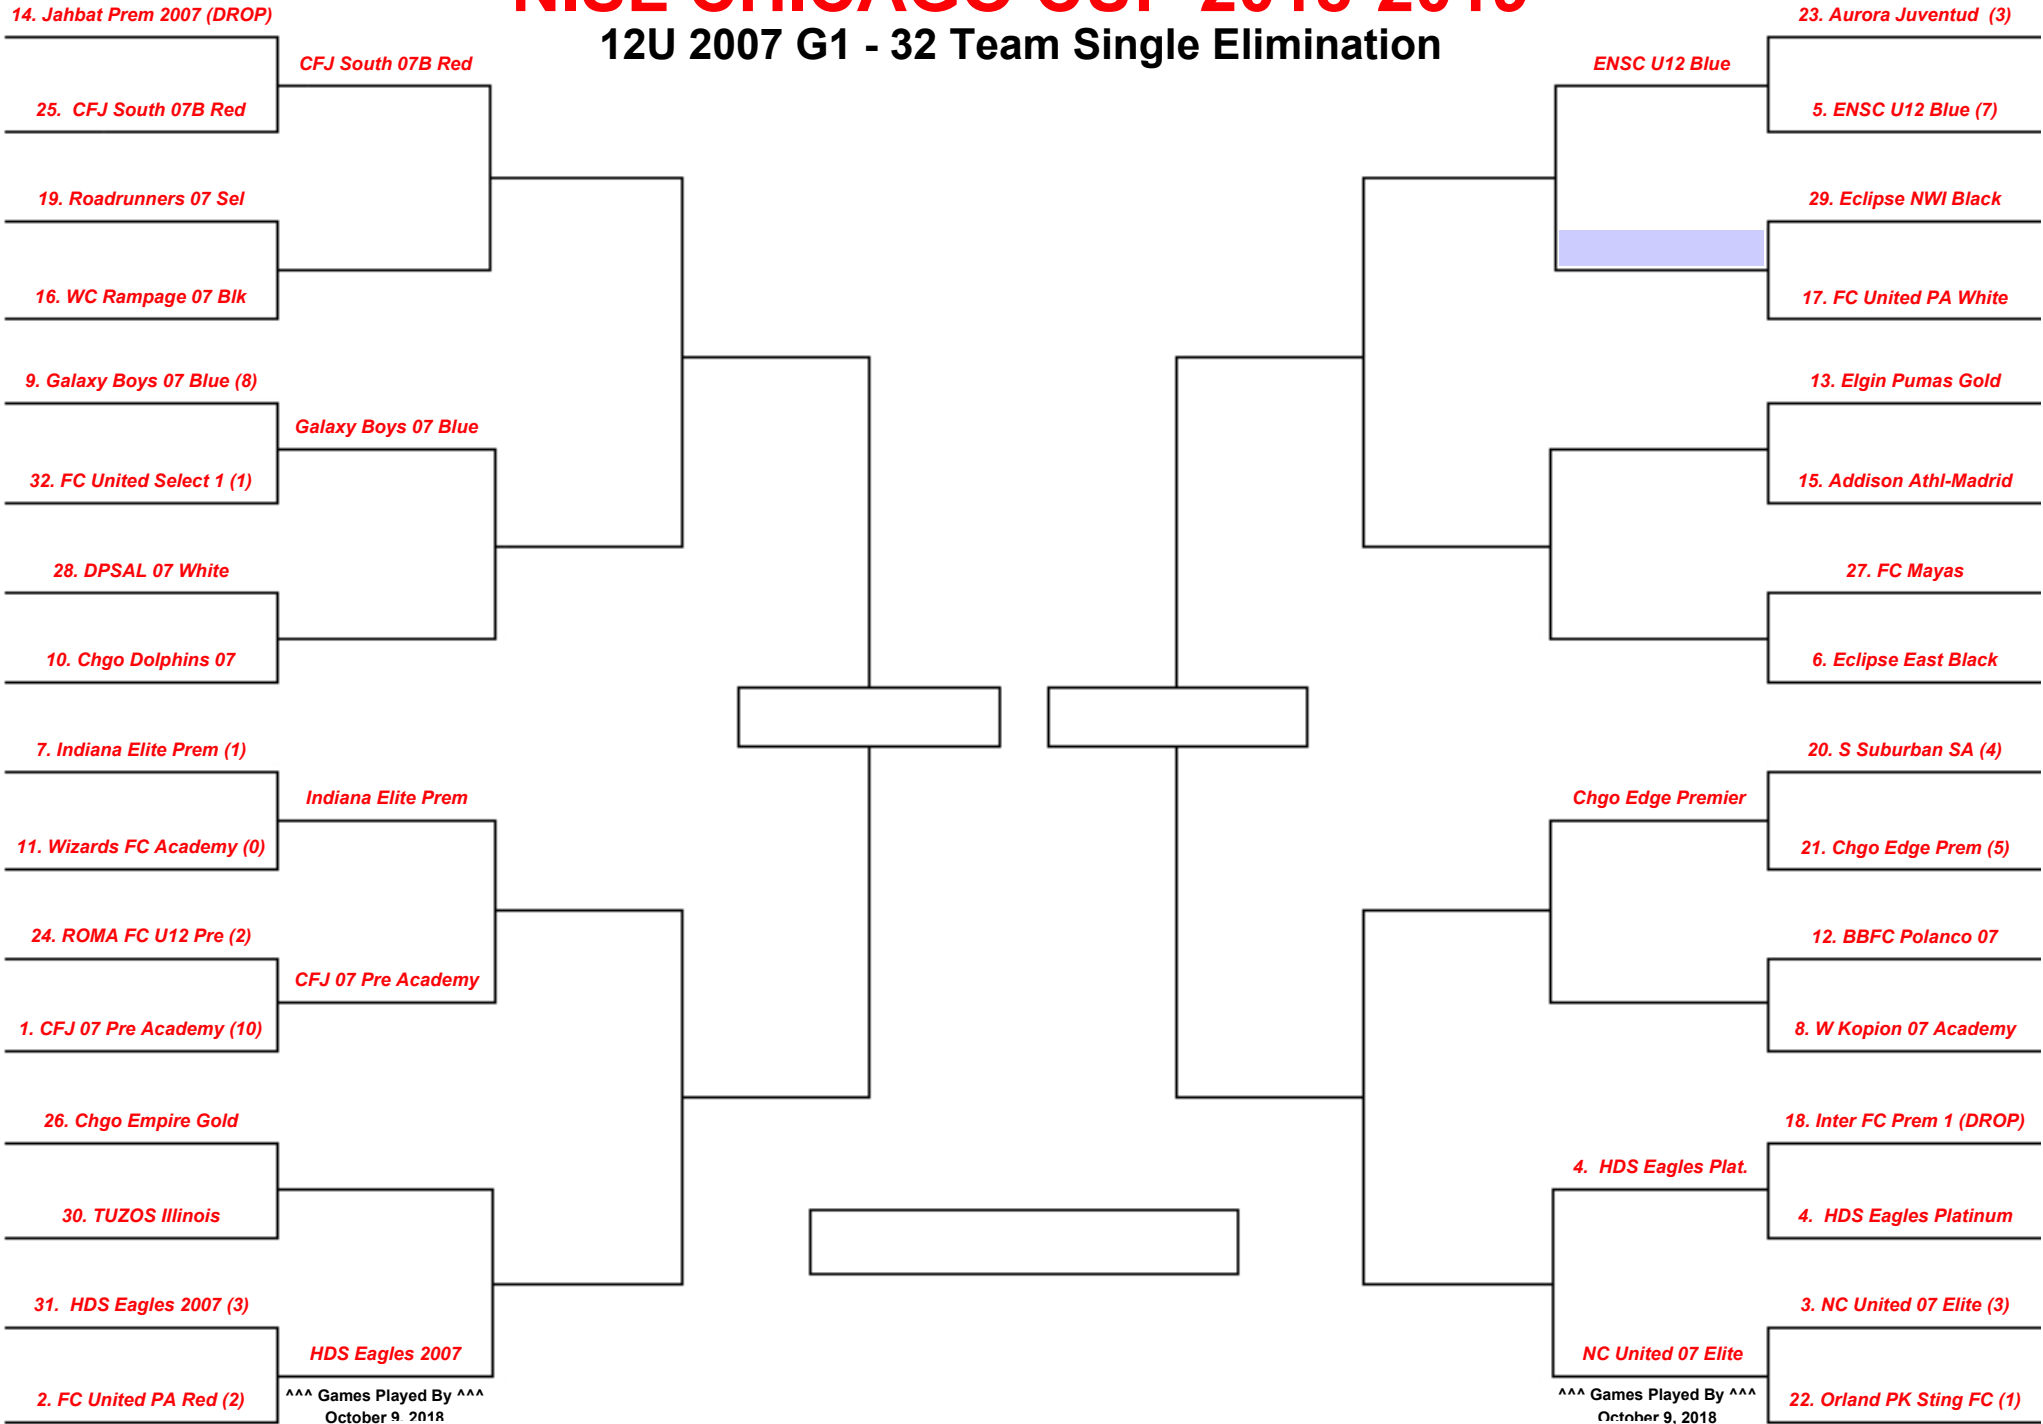 NISL CHICAGO CUP 2018-2019
12U 2007 G1 - 32 Team Single Elimination
14. Jahbat Prem 2007 (DROP)
CFJ South 07B Red
25. CFJ South 07B Red
19. Roadrunners 07 Sel
16. WC Rampage 07 Blk
9. Galaxy Boys 07 Blue (8)
Galaxy Boys 07 Blue
32. FC United Select 1 (1)
28. DPSAL 07 White
10. Chgo Dolphins 07
7. Indiana Elite Prem (1)
Indiana Elite Prem
11. Wizards FC Academy (0)
24. ROMA FC U12 Pre (2)
CFJ 07 Pre Academy
1. CFJ 07 Pre Academy (10)
26. Chgo Empire Gold
30. TUZOS Illinois
31. HDS Eagles 2007 (3)
HDS Eagles 2007
2. FC United PA Red (2)
^^^ Games Played By ^^^
October 9, 2018
23. Aurora Juventud (3)
ENSC U12 Blue
5. ENSC U12 Blue (7)
29. Eclipse NWI Black
17. FC United PA White
13. Elgin Pumas Gold
15. Addison Athl-Madrid
27. FC Mayas
6. Eclipse East Black
20. S Suburban SA (4)
Chgo Edge Premier
21. Chgo Edge Prem (5)
12. BBFC Polanco 07
8. W Kopion 07 Academy
18. Inter FC Prem 1 (DROP)
4. HDS Eagles Plat.
4. HDS Eagles Platinum
3. NC United 07 Elite (3)
NC United 07 Elite
22. Orland PK Sting FC (1)
^^^ Games Played By ^^^
October 9, 2018